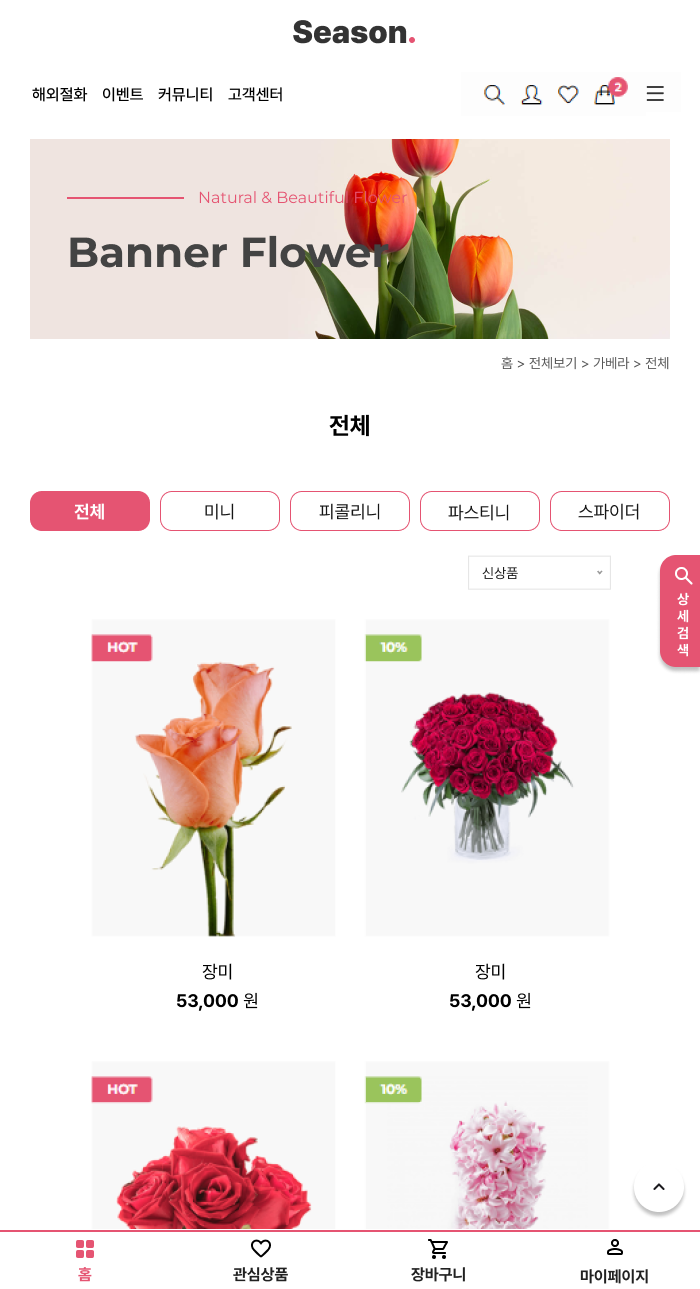 Season.
해외절화 이벤트 커뮤니티 고객센터
2
Natural & Beautiful Flower
Banner Flower
홈 > 전체보기 > 가베라 > 전체
전체
전체 미니 피콜리니 파스티니 스파이더
신상품
상세검색
HOT 10%
장미 장미
53,000 원 53,000 원
HOT 10%
홈 관심상품 장바구니 마이페이지